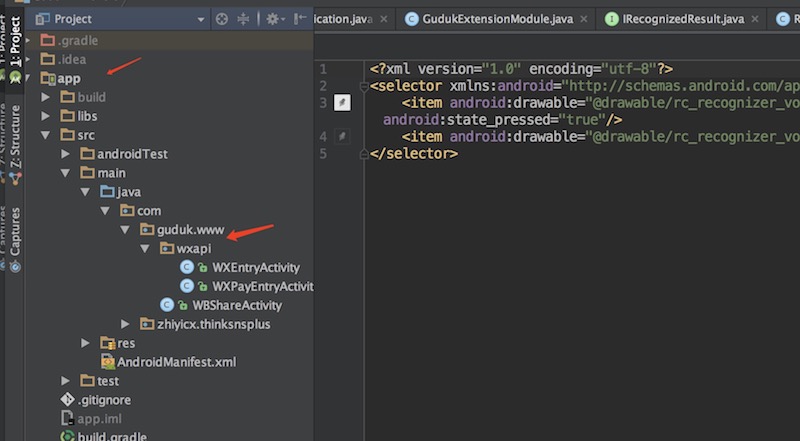 Project
ication.java
GudukExtensionModule.java
IRecognizedResult.java
R
1: Project
Z: Structure
Captures
.gradle
.idea
app
build
libs
src
androidTest
main
java
com
guduk.www
wxapi
WXEntryActivity
WXPayEntryActivit
WBShareActivity
zhiyicx.thinksnsplus
res
AndroidManifest.xml
test
.gitignore
app.iml
build.gradle
1 <?xml version="1.0" encoding="utf-8"?>
2 <selector xmlns:android="http://schemas.android.com/ap
3 <item android:drawable="@drawable/rc_recognizer_vo
android:state_pressed="true"/>
4 <item android:drawable="@drawable/rc_recognizer_vo
5 </selector>